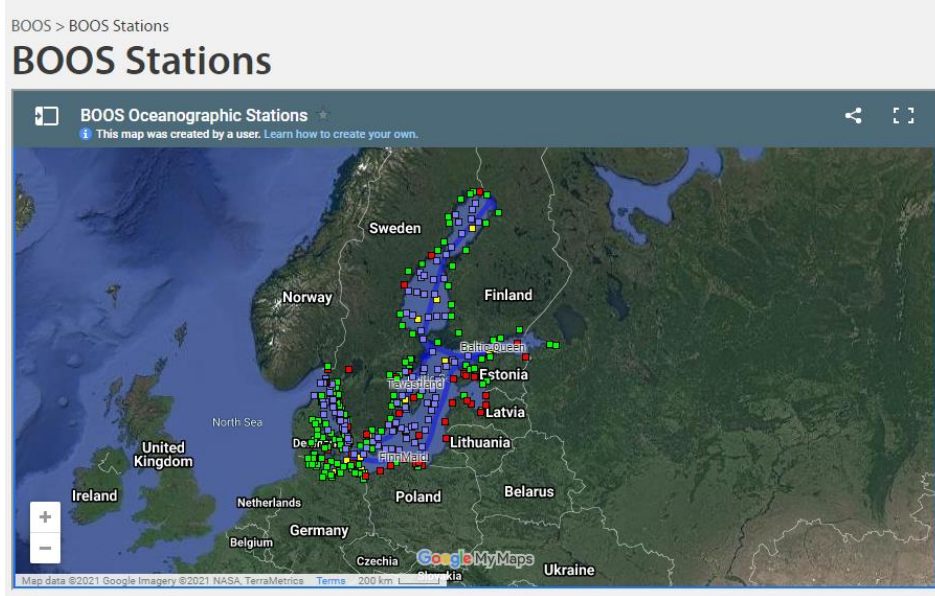 BOOS > BOOS Stations
BOOS Stations
BOOS Oceanographic Stations
This map was created by a user. Learn how to create your own.
Sweden
Norway
Finland
Baltic Queen
Estonia
Tavastland
North Sea
Latvia
United
Kingdom
Lithuania
FinnMaid
Ireland
Netherlands
Poland
Belarus
Germany
Belgium
Czechia
Google My Maps
Ukraine
Map data ©2021 Google Imagery ©2021 NASA, TerraMetrics
Terms
200 km